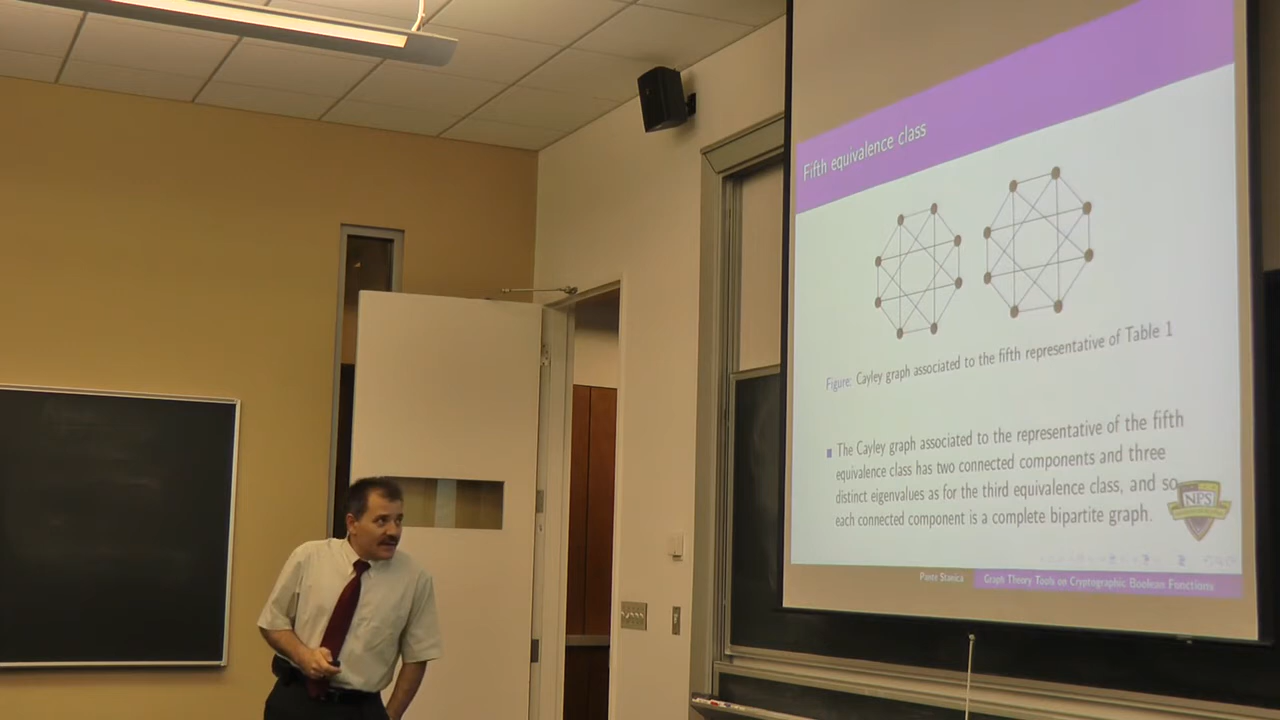 Fifth equivalence class
Figure: Cayley graph associated to the fifth representative of Table 1
The Cayley graph associated to the representative of the fifth
equivalence class has two connected components and three
distinct eigenvalues as for the third equivalence class, and so
each connected component is a complete bipartite graph.
NPS
Pante Stanica
Graph Theory Tools on Cryptographic Boolean Functions